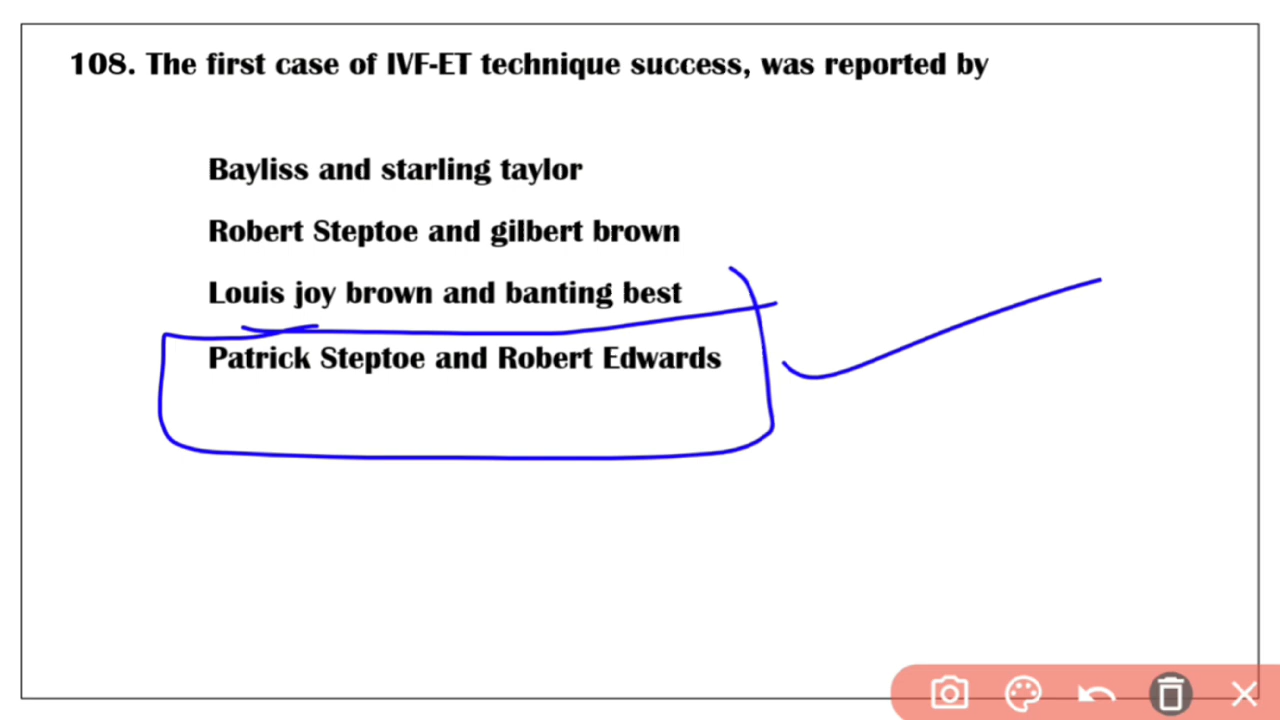 108. The first case of IVF-ET technique success, was reported by
Bayliss and starling taylor
Robert Steptoe and gilbert brown
Louis joy brown and banting best
Patrick Steptoe and Robert Edwards